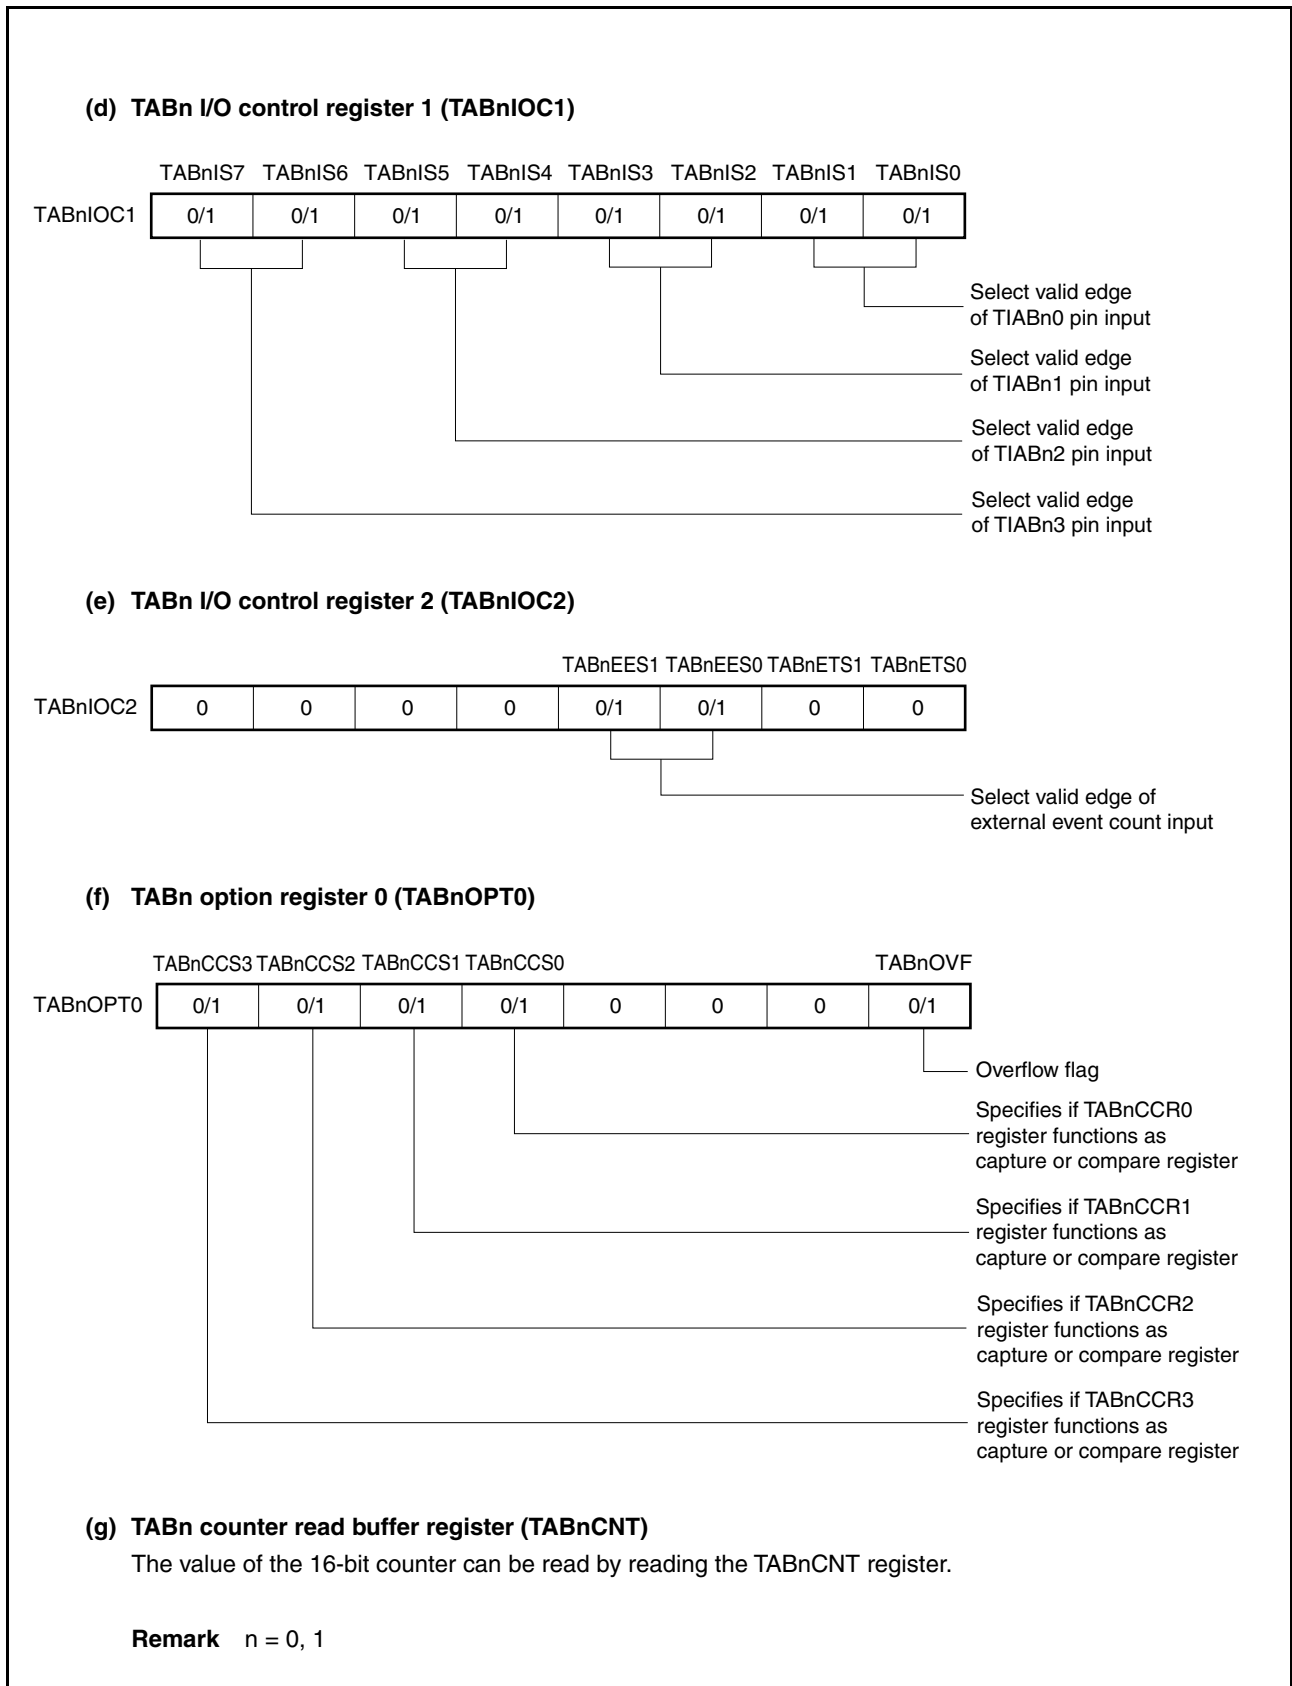 (d) TABn I/O control register 1 (TABnIOC1)
TABnIS7 TABnIS6 TABnIS5 TABnIS4 TABnIS3 TABnIS2 TABnIS1 TABnIS0
TABnIOC1 0/1 0/1 0/1 0/1 0/1 0/1 0/1 0/1
Select valid edge
of TIABn0 pin input
Select valid edge
of TIABn1 pin input
Select valid edge
of TIABn2 pin input
Select valid edge
of TIABn3 pin input
(e) TABn I/O control register 2 (TABnIOC2)
TABnEES1 TABnEES0 TABnETS1 TABnETS0
TABnIOC2 0 0 0 0 0/1 0/1 0 0
Select valid edge of
external event count input
(f) TABn option register 0 (TABnOPT0)
TABnCCS3 TABnCCS2 TABnCCS1 TABnCCS0 TABnOVF
TABnOPT0 0/1 0/1 0/1 0/1 0 0 0 0/1
Overflow flag
Specifies if TABnCCR0
register functions as
capture or compare register
Specifies if TABnCCR1
register functions as
capture or compare register
Specifies if TABnCCR2
register functions as
capture or compare register
Specifies if TABnCCR3
register functions as
capture or compare register
(g) TABn counter read buffer register (TABnCNT)
The value of the 16-bit counter can be read by reading the TABnCNT register.
Remark n = 0, 1